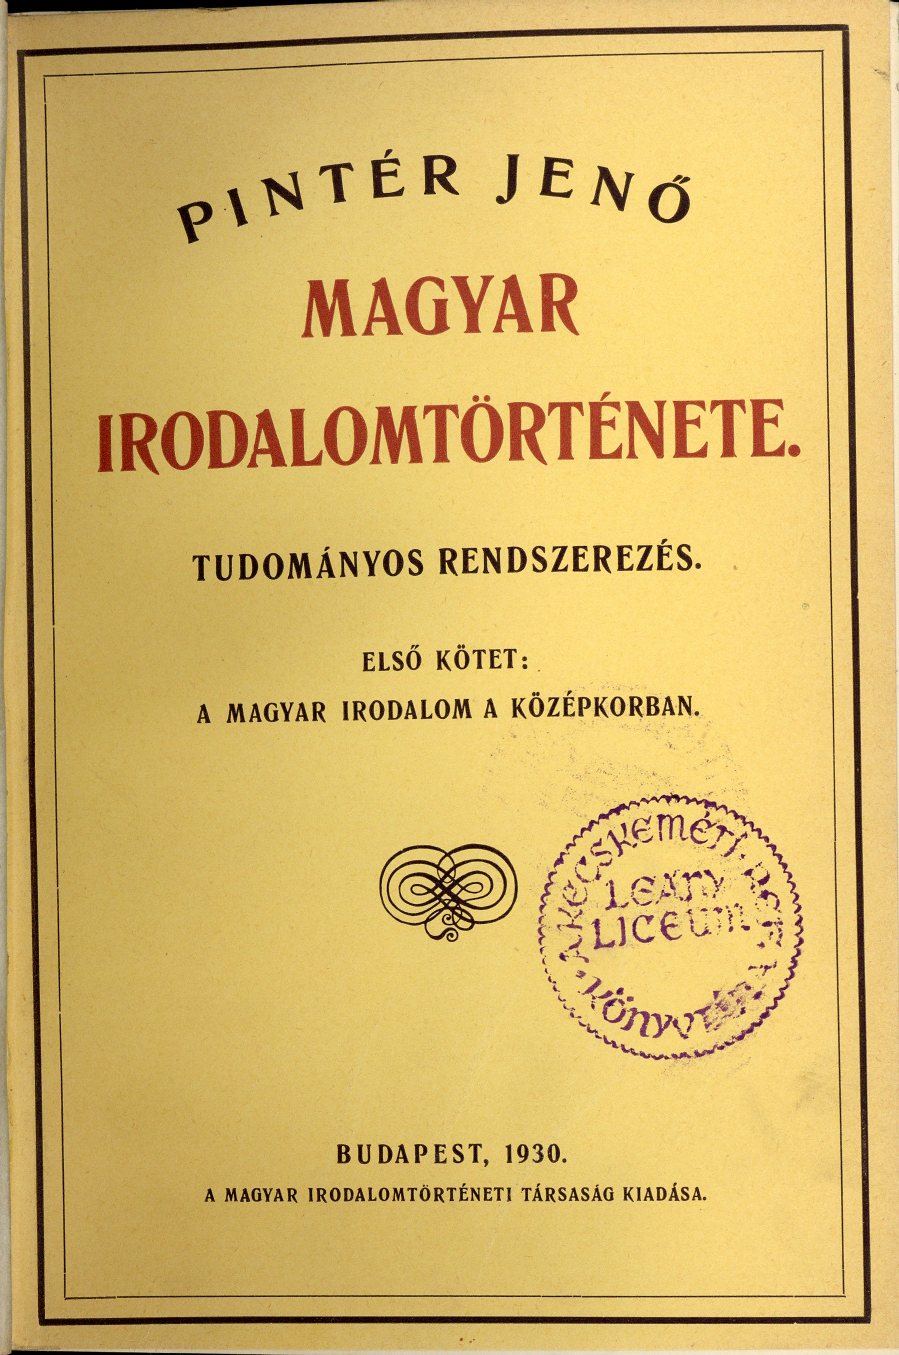 PINTÉR JENŐ
MAGYAR
IRODALOMTÖRTÉNETE.
TUDOMÁNYOS RENDSZEREZÉS.
ELSŐ KÖTET:
A MAGYAR IRODALOM A KÖZÉPKORBAN.
A KECSKEMÉTI
LEÁNY
LICEUM
BUDAPEST, 1930.
A MAGYAR IRODALOMTÖRTÉNETI TÁRSASÁG KIADÁSA.